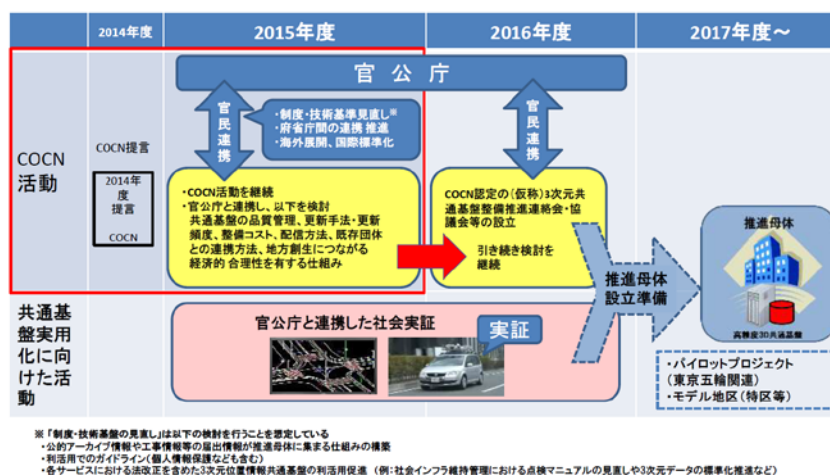 2014年度
2015年度
2016年度
2017年度～
COCN
活動
COCN提言
2014年
度
提言
COCN
官公庁
官民連携
・制度・技術基準見直し※
・府省庁間の連携 推進
・海外展開、国際標準化
官民連携
・COCN活動を継続
・官公庁と連携し、以下を検討
共通基盤の品質管理、更新手法・更新
頻度、整備コスト、配信方法、既存団体
との連携方法、地方創生につながる
経済的 合理性を有する仕組み
COCN認定の(仮称)3次元共
通基盤整備推進連絡会・協
議会等の設立
引き続き検討を
継続
推進母体
設立準備
推進母体
高精度3D共通基盤
共通基
盤実用
化に向
けた活
動
官公庁と連携した社会実証
実証
・パイロットプロジェクト
(東京五輪関連)
・モデル地区(特区等)
※ 「制度・技術基盤の見直し」は以下の検討を行うことを想定している
・公的アーカイブ情報や工事情報等の届出情報が推進母体に集まる仕組みの構築
・利活用でのガイドライン(個人情報保護なども含む)
・各サービスにおける法改正を含めた3次元位置情報共通基盤の利活用促進 (例:社会インフラ維持管理における点検マニュアルの見直しや3次元データの標準化推進など)